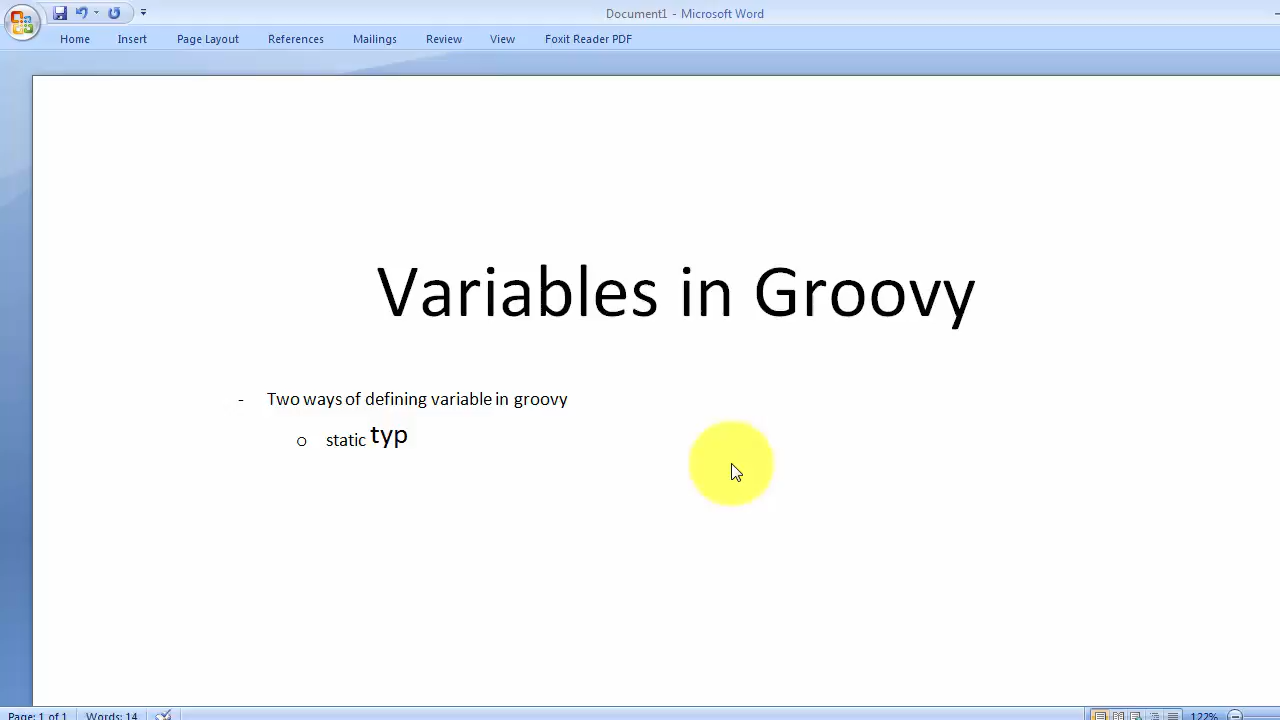 Document1 - Microsoft Word
Home Insert Page Layout References Mailings Review View Foxit Reader PDF
Variables in Groovy
- Two ways of defining variable in groovy
o static typ
Page: 1 of 1 Words: 14 122%